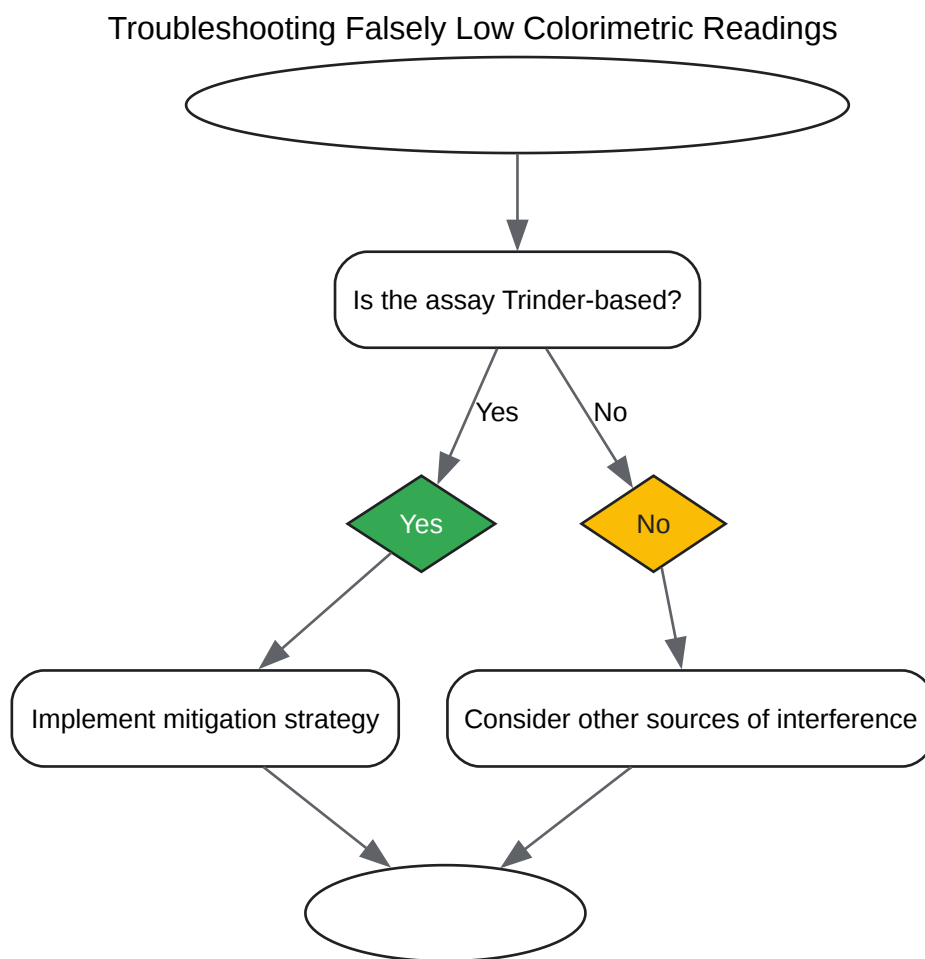 Troubleshooting Falsely Low Colorimetric Readings
Is the assay Trinder-based?
Yes
No
Yes
No
Implement mitigation strategy
Consider other sources of interference